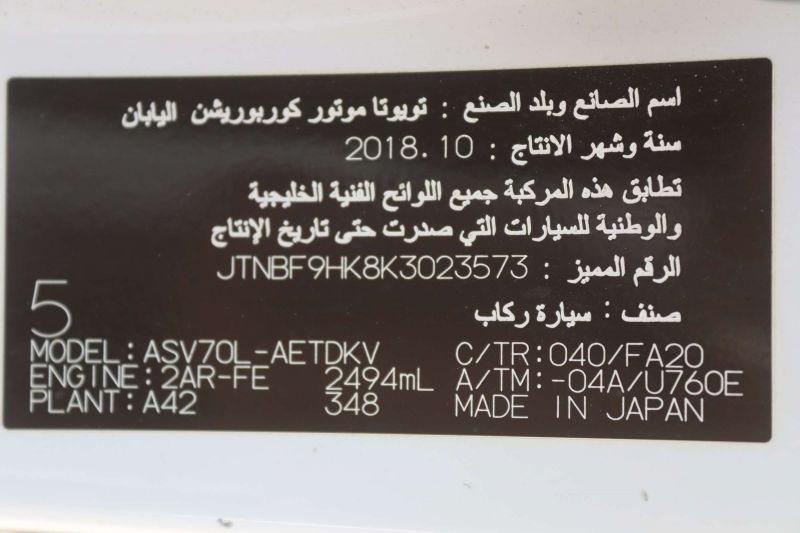 اسم الصانع وبلد الصنع : تويوتا موتور كوربوريشن اليابان
سنة وشهر الانتاج : 2018.10
تطابق هذه المركبة جميع اللوائح الفنية الخليجية
والوطنية للسيارات التي صدرت حتى تاريخ الإنتاج
الرقم المميز : JTNBF9HK8K3023573
صنف : سيارة ركاب
5
MODEL:ASV70L-AETDKV C/TR:040/FA20
ENGINE:2AR-FE 2494mL A/TM:-04A/U760E
PLANT:A42 348 MADE IN JAPAN